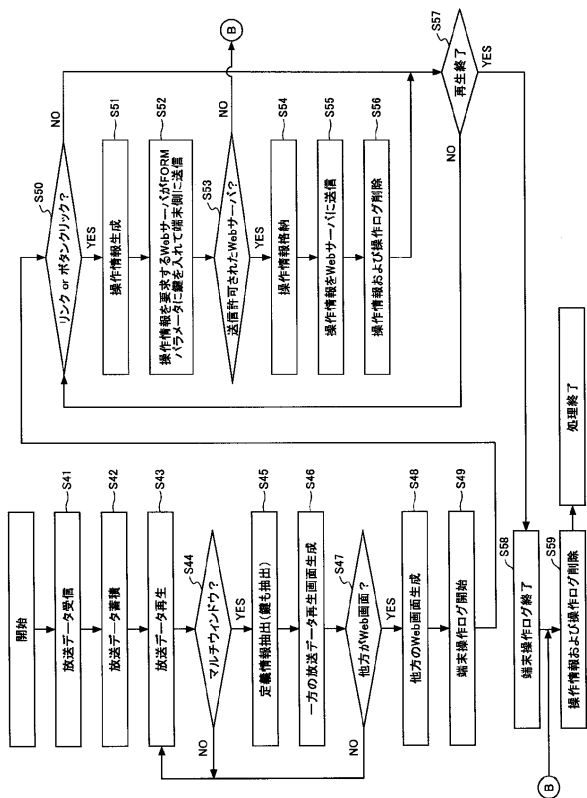 開始
放送データ受信
S41
放送データ蓄積
S42
放送データ再生
S43
マルチウィンドウ?
S44
NO
YES
定義情報抽出(鍵も抽出)
S45
一方の放送データ再生画面生成
S46
他方がWeb画面?
S47
NO
YES
他方のWeb画面生成
S48
端末操作ログ開始
S49
リンク or ボタンクリック?
S50
NO
YES
操作情報生成
S51
操作情報を要求するWebサーバがFORM
パラメータに鍵を入れて端末側に送信
S52
送信許可されたWebサーバ?
S53
NO
B
YES
操作情報格納
S54
操作情報をWebサーバに送信
S55
操作情報および操作ログ削除
S56
再生終了
S57
NO
YES
端末操作ログ終了
S58
B
操作情報および操作ログ削除
S59
処理終了